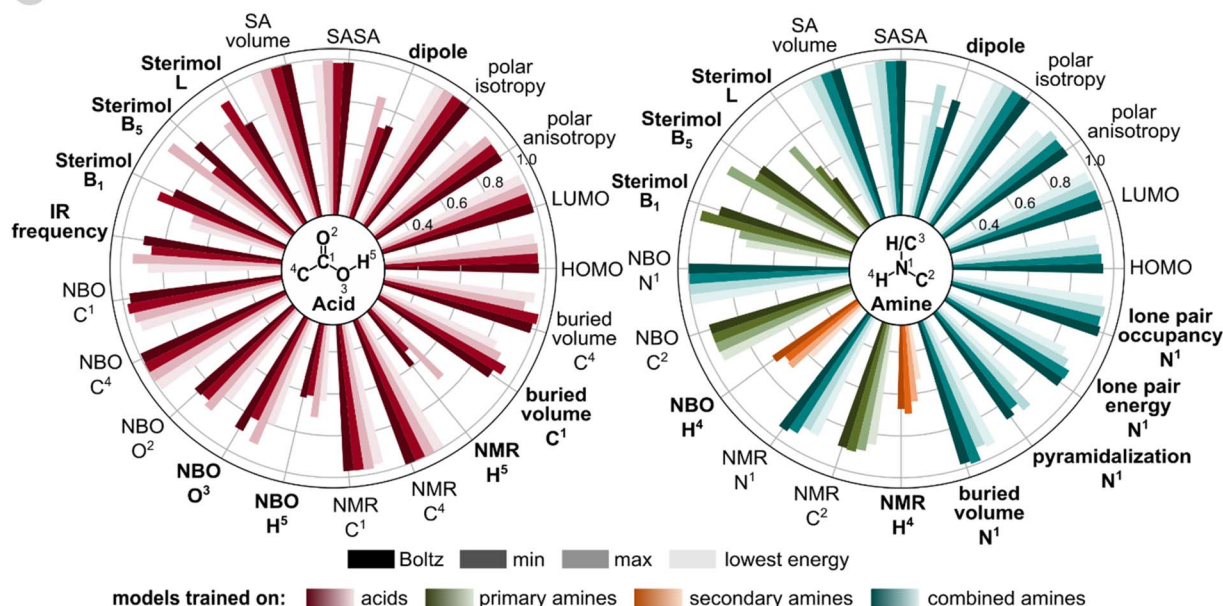 SA
volume
SASA
dipole
polar
isotropy
polar
anisotropy
1.0
0.8
0.6
0.4
LUMO
HOMO
buried
volume
C4
buried
volume
C1
NMR
H5
NMR
C4
NMR
C1
NBO
H5
NBO
O3
NBO
O2
NBO
C4
NBO
C1
IR
frequency
Sterimol
B1
Sterimol
B5
Sterimol
L
O2
4C C1 O3 H5
Acid
SA
volume
SASA
dipole
polar
isotropy
polar
anisotropy
1.0
0.8
0.6
0.4
LUMO
HOMO
lone pair
occupancy
N1
lone pair
energy
N1
pyramidalization
N1
buried
volume
N1
NMR
H4
NMR
C2
NMR
N1
NBO
H4
NBO
C2
NBO
N1
Sterimol
B1
Sterimol
B5
Sterimol
L
H/C3
4H N1 C2
Amine
Boltz min max lowest energy
models trained on: acids primary amines secondary amines combined amines